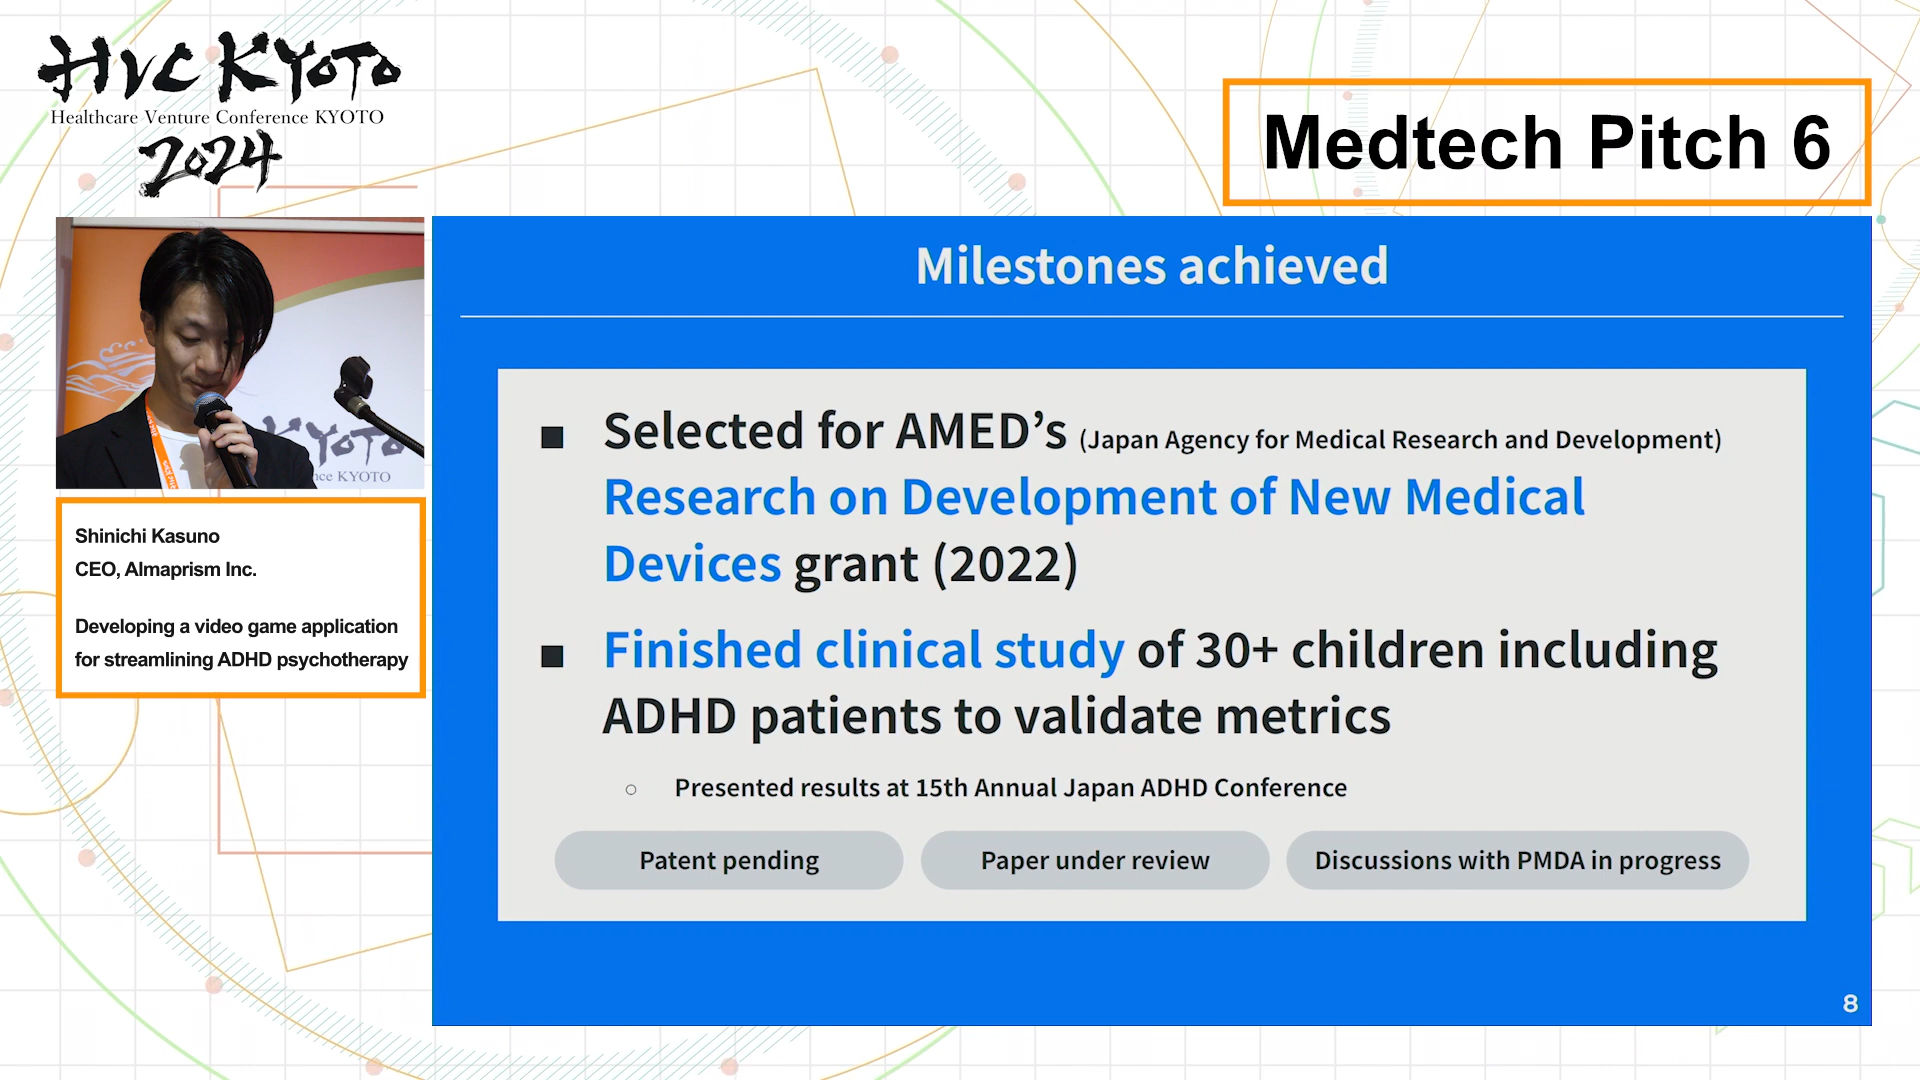 HVC KYOTO
Healthcare Venture Conference KYOTO
2024
Medtech Pitch 6
KYOTO
nce KYOTO
Shinichi Kasuno
CEO, Almaprism Inc.
Developing a video game application
for streamlining ADHD psychotherapy
Milestones achieved
■ Selected for AMED’s (Japan Agency for Medical Research and Development)
Research on Development of New Medical
Devices grant (2022)
■ Finished clinical study of 30+ children including
ADHD patients to validate metrics
○ Presented results at 15th Annual Japan ADHD Conference
Patent pending
Paper under review
Discussions with PMDA in progress
8